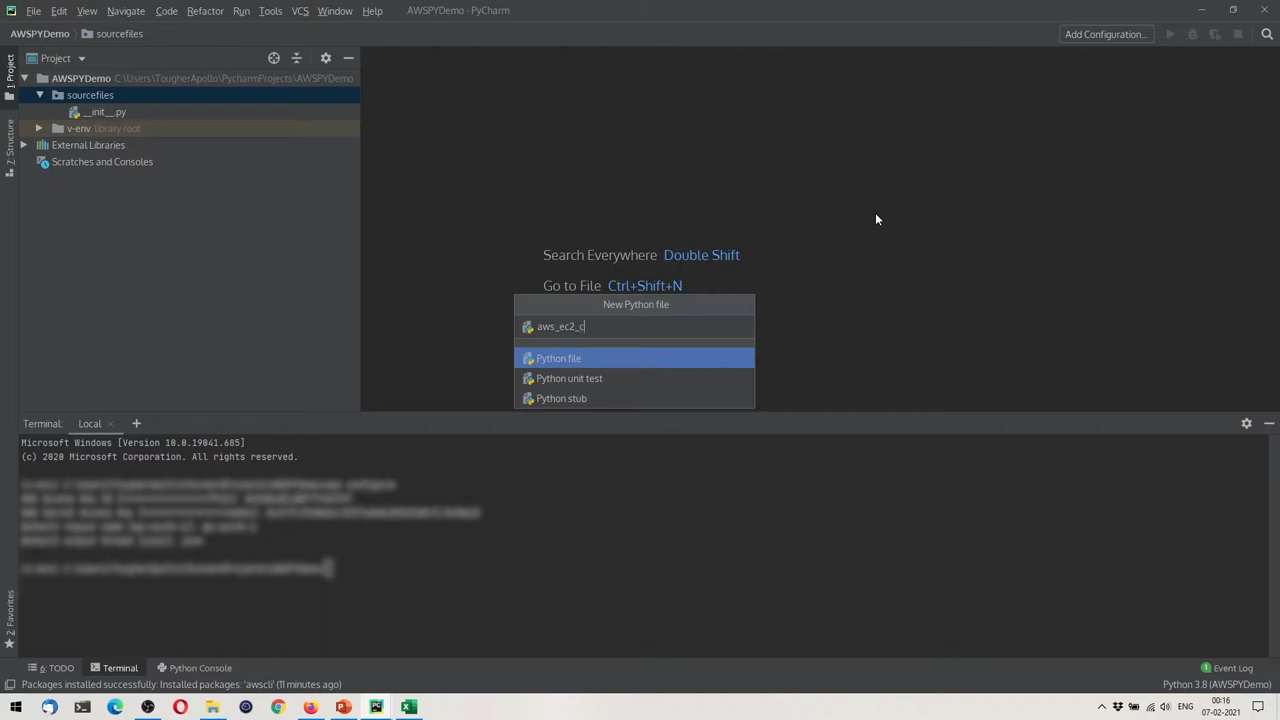 File Edit View Navigate Code Refactor Run Tools VCS Window Help AWSPYDemo - PyCharm
AWSPYDemo sourcefiles Add Configuration...
1: Project
Project
AWSPYDemo C:\Users\TougherApollo\PycharmProjects\AWSPYDemo
sourcefiles
__init__.py
v-env library root
External Libraries
Scratches and Consoles
Z: Structure
Search Everywhere Double Shift
Go to File Ctrl+Shift+N
New Python file
aws_ec2_c
Python file
Python unit test
Python stub
Terminal: Local
Microsoft Windows [Version 10.0.19041.685]
(c) 2020 Microsoft Corporation. All rights reserved.
2: Favorites
6: TODO Terminal Python Console Event Log
Packages installed successfully: Installed packages: 'awscli' (11 minutes ago) Python 3.8 (AWSPYDemo)
ENG 00:16
07-02-2021